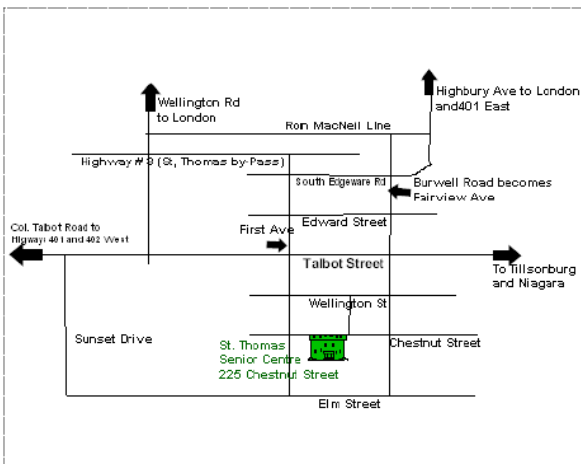 Wellington Rd
to London
Highbury Ave to London
and401 East
Ron MacNeil Line
Highway # 3 (St, Thomas by-Pass)
South Edgeware Rd
Burwell Road becomes
Fairview Ave
Edward Street
First Ave
Col. Talbot Road to
Higway 401 and 402 West
Talbot Street
To Tillsonburg
and Niagara
Wellington St
Sunset Drive
St. Thomas
Senior Centre
225 Chestnut Street
Chestnut Street
Elm Street